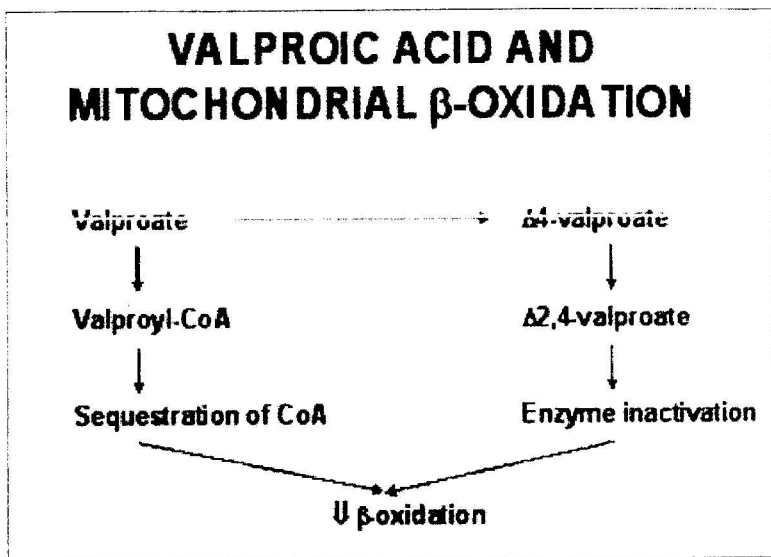 VALPROIC ACID AND
MITOCHONDRIAL β-OXIDATION
Valproate Δ4-valproate
Valproyl-CoA Δ2,4-valproate
Sequestration of CoA Enzyme inactivation
⇓ β-oxidation